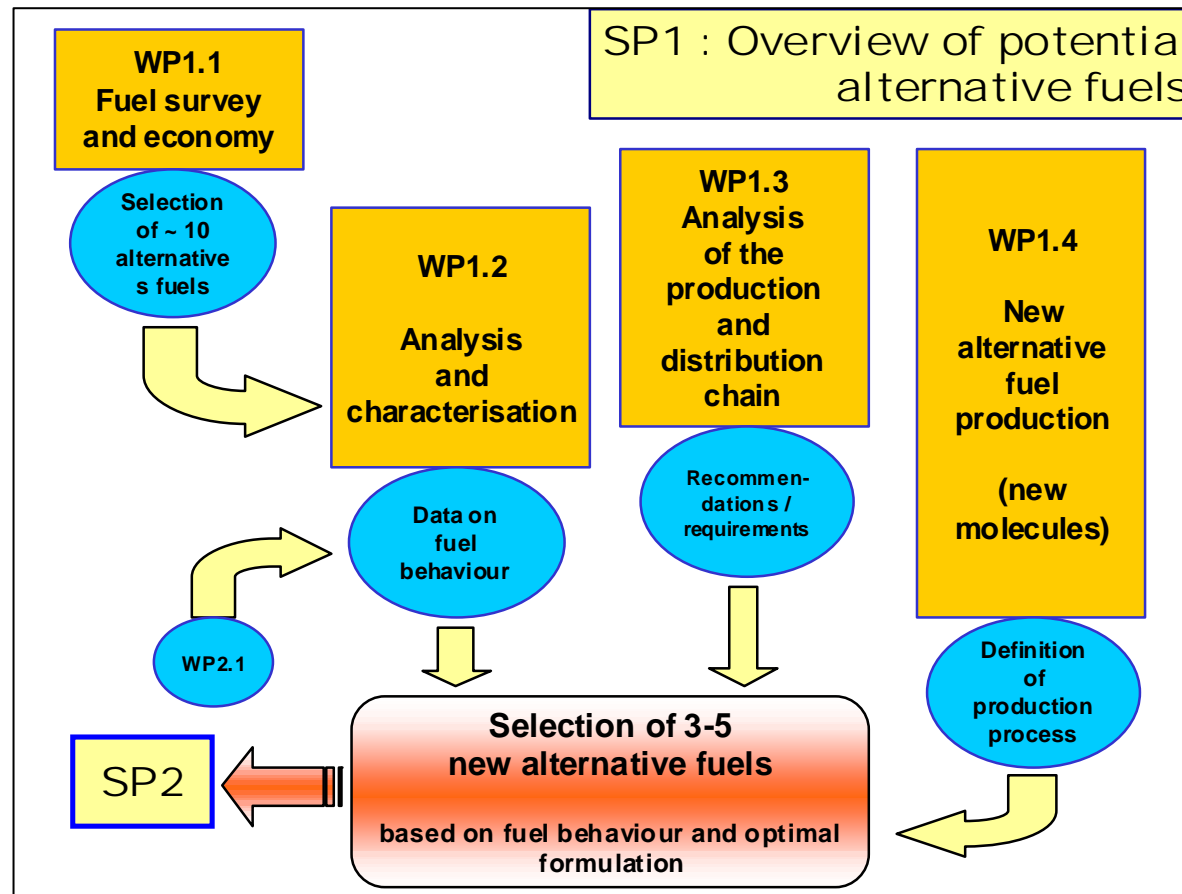 SP1 : Overview of potentia
alternative fuels
WP1.1
Fuel survey
and economy
Selection
of ~ 10
alternative
s fuels
WP1.2
Analysis
and
characterisation
Data on
fuel
behaviour
WP2.1
WP1.3
Analysis
of the
production
and
distribution
chain
Recommen-
dations /
requirements
WP1.4
New
alternative
fuel
production
(new
molecules)
Definition
of
production
process
Selection of 3-5
new alternative fuels
based on fuel behaviour and optimal
formulation
SP2